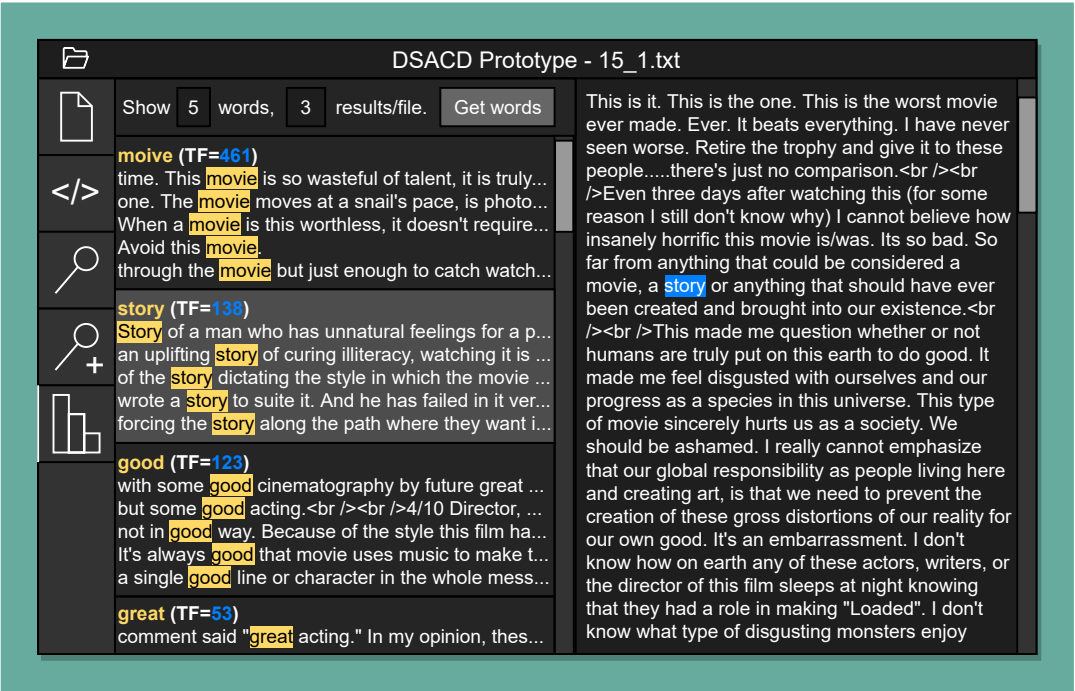 DSACD Prototype - 15_1.txt
Show 5 words, 3 results/file. Get words
</>
moive (TF=461)
time. This movie is so wasteful of talent, it is truly...
one. The movie moves at a snail's pace, is photo...
When a movie is this worthless, it doesn't require...
Avoid this movie.
through the movie but just enough to catch watch...
story (TF=138)
Story of a man who has unnatural feelings for a p...
an uplifting story of curing illiteracy, watching it is ...
of the story dictating the style in which the movie ...
wrote a story to suite it. And he has failed in it ver...
forcing the story along the path where they want i...
good (TF=123)
with some good cinematography by future great ...
but some good acting.<br /><br />4/10 Director, ...
not in good way. Because of the style this film ha...
It's always good that movie uses music to make t...
a single good line or character in the whole mess...
great (TF=53)
comment said "great acting." In my opinion, thes...
This is it. This is the one. This is the worst movie
ever made. Ever. It beats everything. I have never
seen worse. Retire the trophy and give it to these
people.....there's just no comparison.<br /><br
/>Even three days after watching this (for some
reason I still don't know why) I cannot believe how
insanely horrific this movie is/was. Its so bad. So
far from anything that could be considered a
movie, a story or anything that should have ever
been created and brought into our existence.<br
/><br />This made me question whether or not
humans are truly put on this earth to do good. It
made me feel disgusted with ourselves and our
progress as a species in this universe. This type
of movie sincerely hurts us as a society. We
should be ashamed. I really cannot emphasize
that our global responsibility as people living here
and creating art, is that we need to prevent the
creation of these gross distortions of our reality for
our own good. It's an embarrassment. I don't
know how on earth any of these actors, writers, or
the director of this film sleeps at night knowing
that they had a role in making "Loaded". I don't
know what type of disgusting monsters enjoy